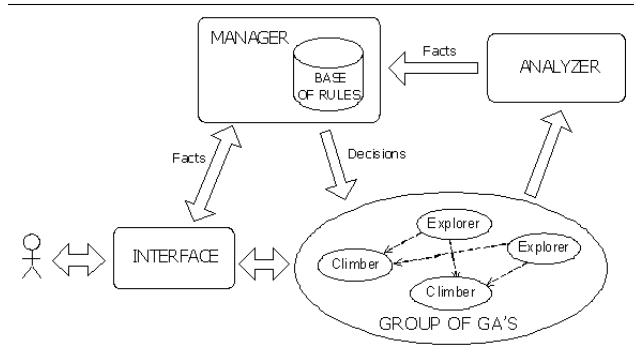 MANAGER
BASE
OF RULES
Facts
ANALYZER
Facts
Decisions
INTERFACE
Explorer
Explorer
Climber
Climber
GROUP OF GA'S